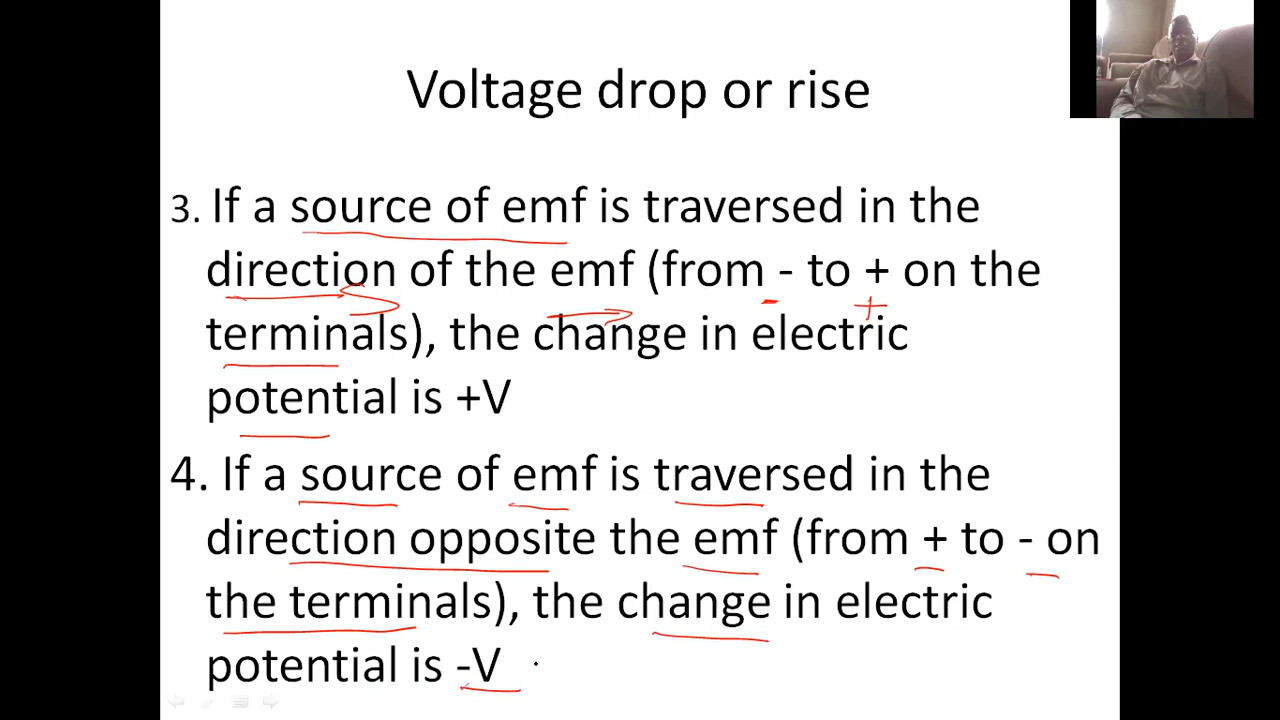 Voltage drop or rise
3. If a source of emf is traversed in the
direction of the emf (from - to + on the
terminals), the change in electric
potential is +V
4. If a source of emf is traversed in the
direction opposite the emf (from + to - on
the terminals), the change in electric
potential is -V